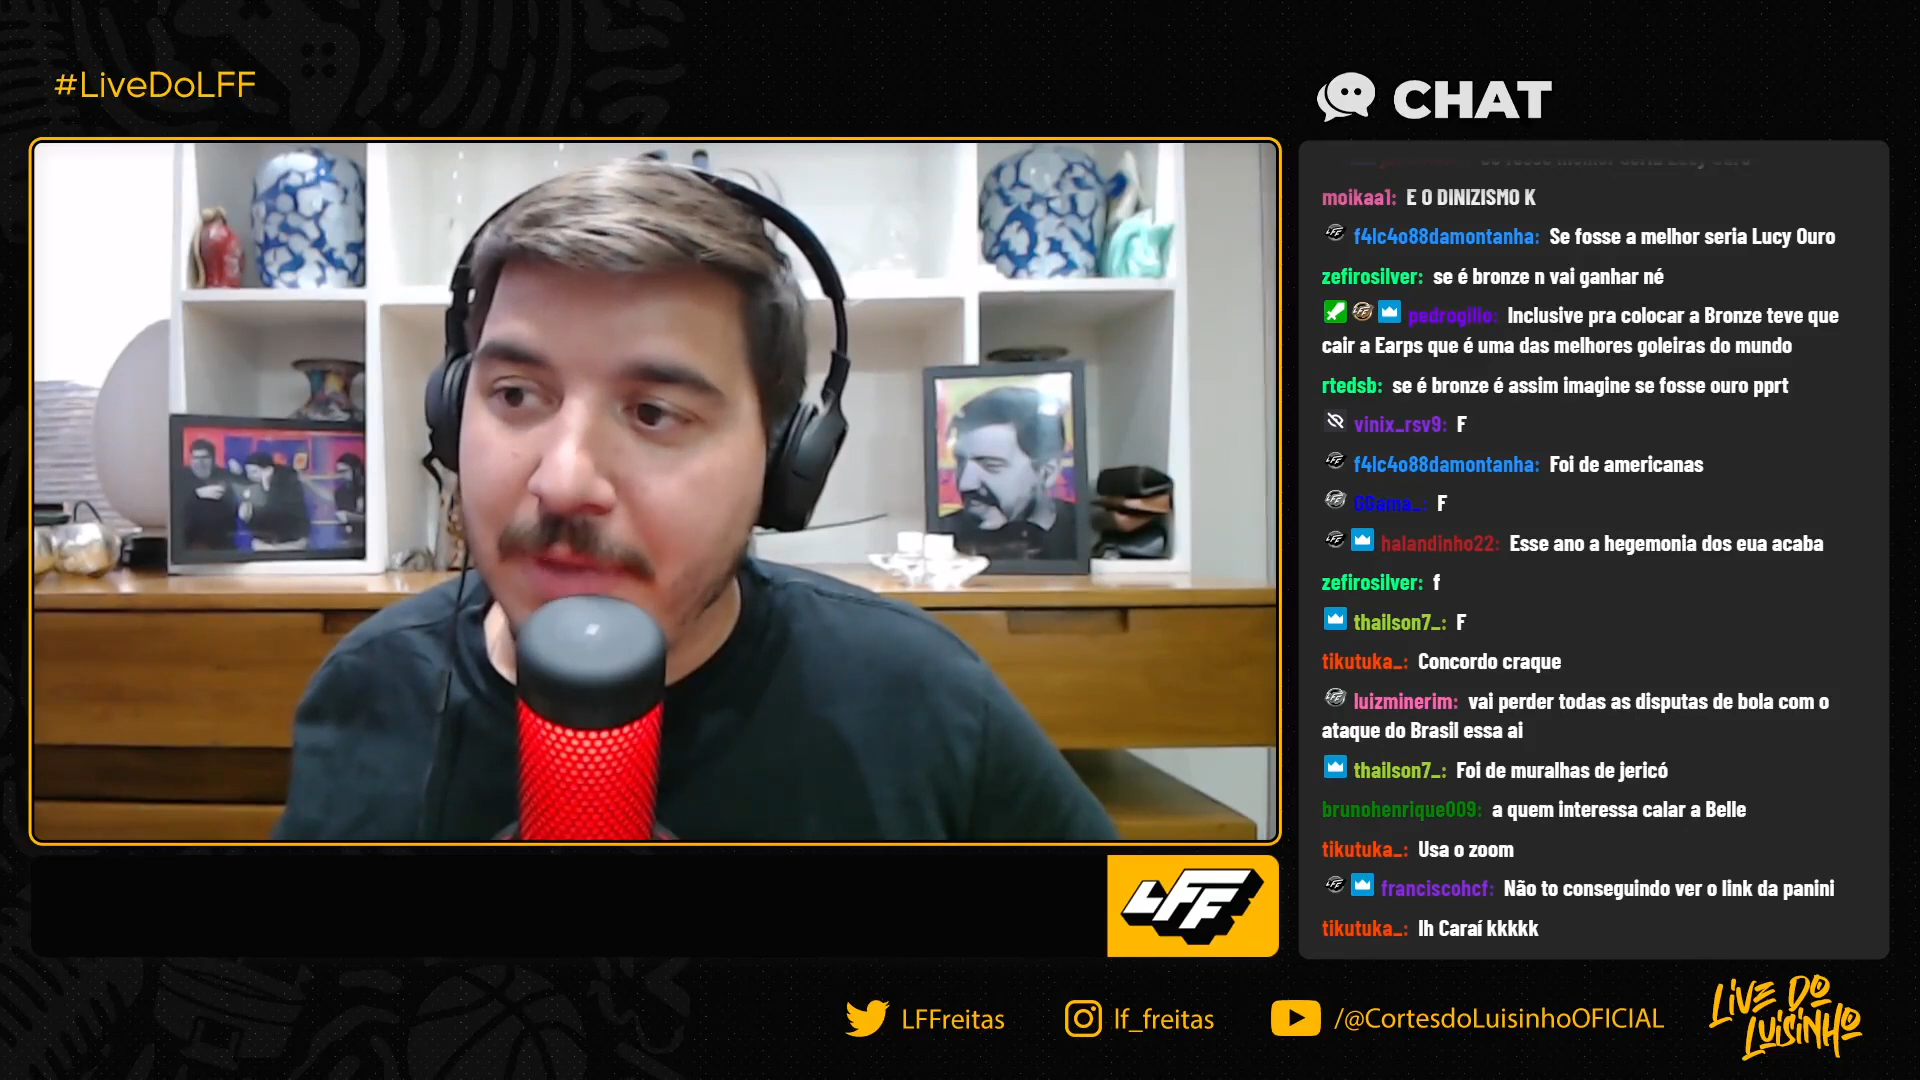 #LiveDoLFF
CHAT
moikaa1: E O DINIZISMO K
f4lc4o88damontanha: Se fosse a melhor seria Lucy Ouro
zefirosilver: se é bronze n vai ganhar né
pedrogilio: Inclusive pra colocar a Bronze teve que
cair a Earps que é uma das melhores goleiras do mundo
rtedsb: se é bronze é assim imagine se fosse ouro pprt
vinix_rsv9: F
f4lc4o88damontanha: Foi de americanas
GGama_: F
halandinho22: Esse ano a hegemonia dos eua acaba
zefirosilver: f
thailson7_: F
tikutuka_: Concordo craque
luizminerim: vai perder todas as disputas de bola com o
ataque do Brasil essa ai
thailson7_: Foi de muralhas de jericó
brunohenrique009: a quem interessa calar a Belle
tikutuka_: Usa o zoom
franciscohcf: Não to conseguindo ver o link da panini
tikutuka_: Ih Caraí kkkkk
LFF
LFFreitas
lf_freitas
/@CortesdoLuisinhoOFICIAL
LIVE DO
LUISINHO